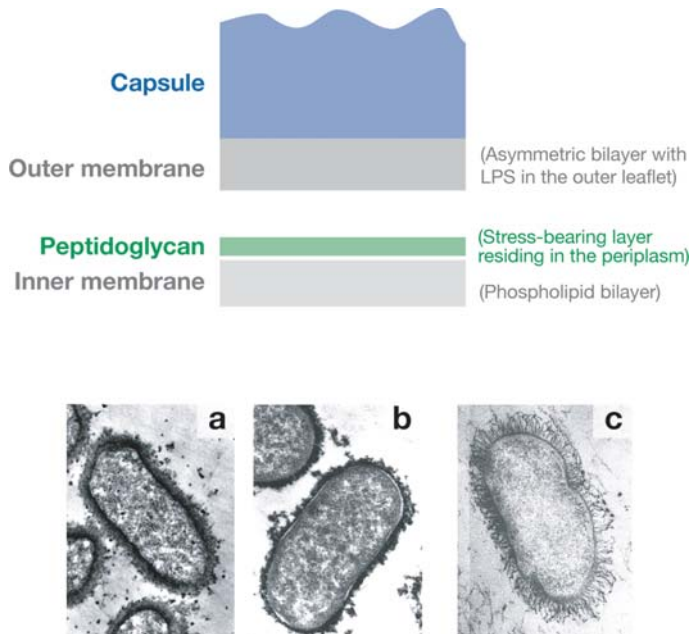 Capsule
Outer membrane
(Asymmetric bilayer with
LPS in the outer leaflet)
Peptidoglycan
(Stress-bearing layer
residing in the periplasm)
Inner membrane
(Phospholipid bilayer)
a
b
c